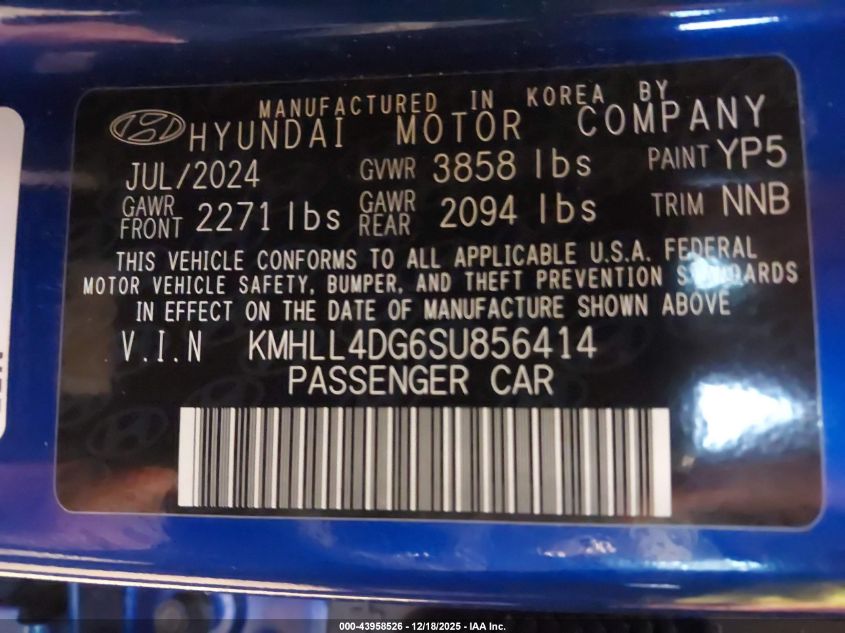 MANUFACTURED IN KOREA BY
HYUNDAI MOTOR COMPANY
JUL/2024 GVWR 3858 lbs PAINT YP5
GAWR FRONT 2271 lbs GAWR REAR 2094 lbs TRIM NNB
THIS VEHICLE CONFORMS TO ALL APPLICABLE U.S.A. FEDERAL
MOTOR VEHICLE SAFETY, BUMPER, AND THEFT PREVENTION STANDARDS
IN EFFECT ON THE DATE OF MANUFACTURE SHOWN ABOVE
V.I.N KMHLL4DG6SU856414
PASSENGER CAR
000-43958526 - 12/18/2025 - IAA Inc.